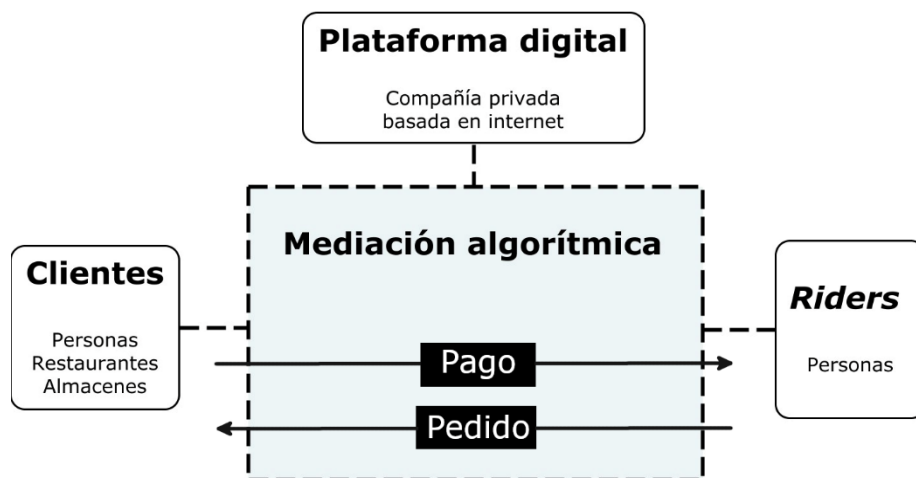 Plataforma digital
Compañía privada
basada en internet
Mediación algorítmica
Clientes
Personas
Restaurantes
Almacenes
Riders
Personas
Pago
Pedido